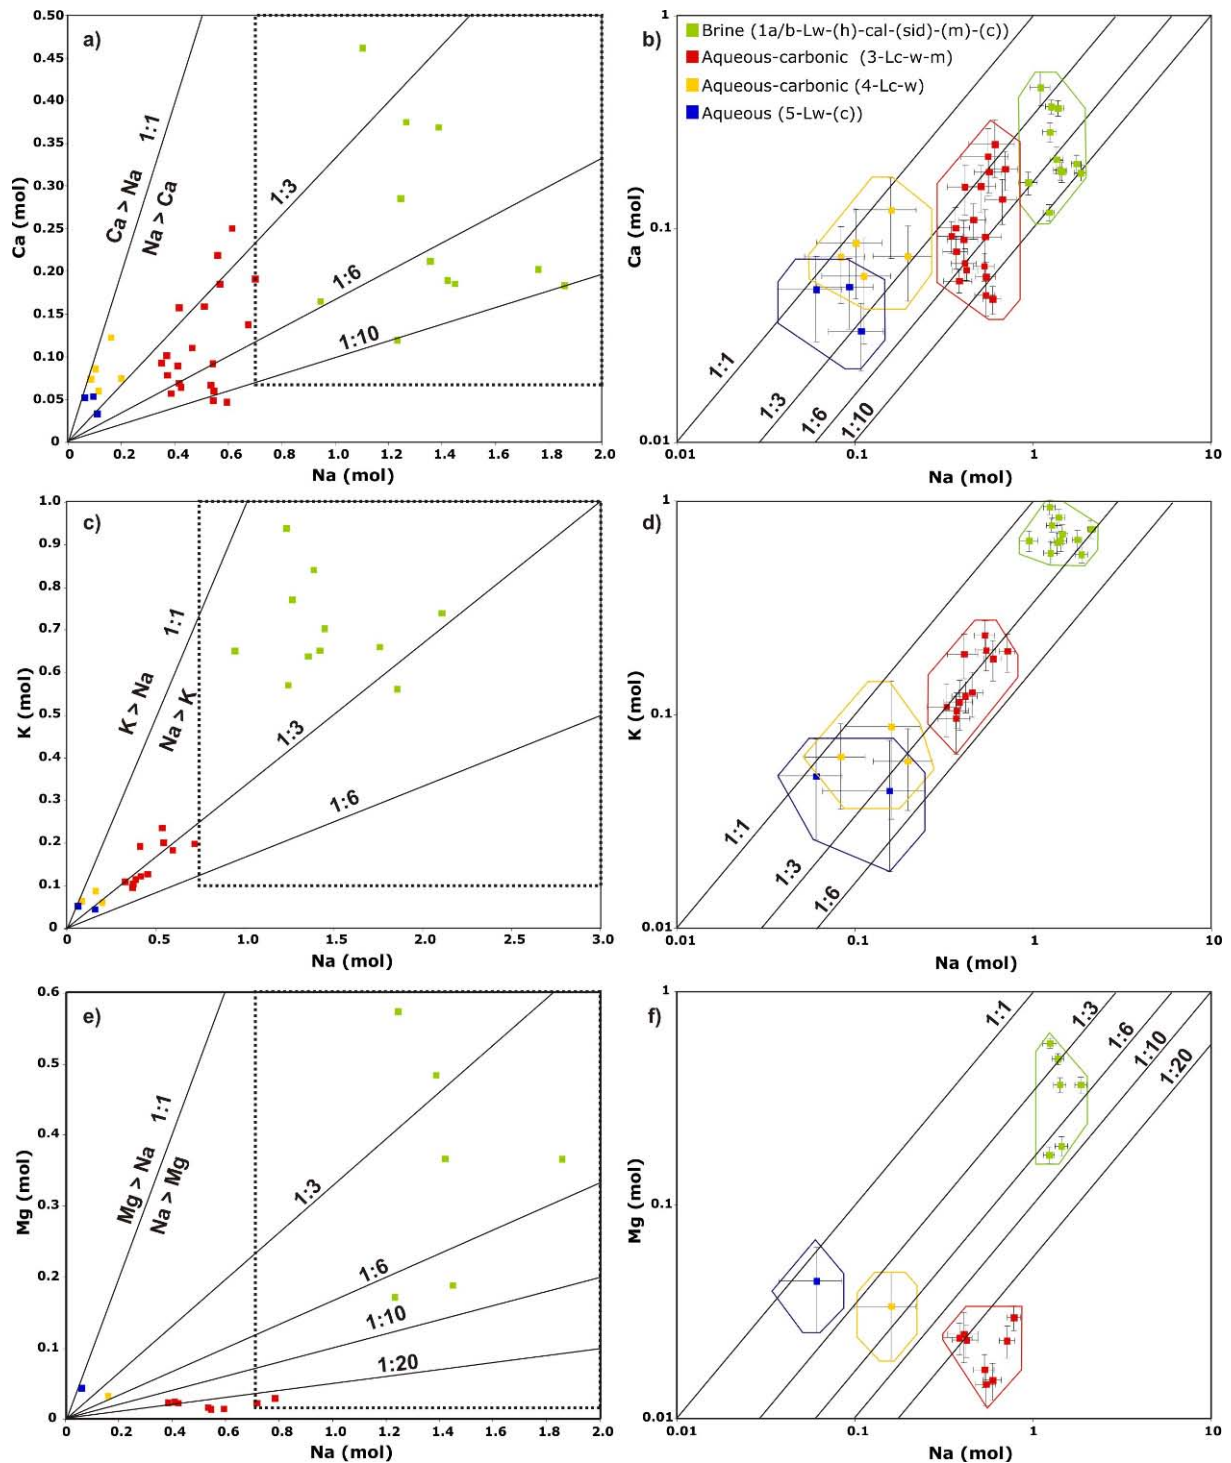 a)
0.50
0.45
0.40
0.35
0.30
0.25
0.20
0.15
0.10
0.05
0
Ca (mol)
Ca > Na 1:1
Na > Ca
1:3
1:6
1:10
0 0.2 0.4 0.6 0.8 1.0 1.2 1.4 1.6 1.8 2.0
Na (mol)
b)
Brine (1a/b-Lw-(h)-cal-(sid)-(m)-(c))
Aqueous-carbonic (3-Lc-w-m)
Aqueous-carbonic (4-Lc-w)
Aqueous (5-Lw-(c))
1
0.1
0.01
Ca (mol)
1:1
1:3
1:6
1:10
0.01 0.1 1 10
Na (mol)
c)
1.0
0.9
0.8
0.7
0.6
0.5
0.4
0.3
0.2
0.1
0
K (mol)
K > Na 1:1
Na > K
1:3
1:6
0 0.5 1.0 1.5 2.0 2.5 3.0
Na (mol)
d)
1
0.1
0.01
K (mol)
1:1
1:3
1:6
0.01 0.1 1 10
Na (mol)
e)
0.6
0.5
0.4
0.3
0.2
0.1
0
Mg (mol)
Mg > Na 1:1
Na > Mg
1:3
1:6
1:10
1:20
0.0 0.2 0.4 0.6 0.8 1.0 1.2 1.4 1.6 1.8 2.0
Na (mol)
f)
1
0.1
0.01
Mg (mol)
1:1
1:3
1:6
1:10
1:20
0.01 0.1 1 10
Na (mol)